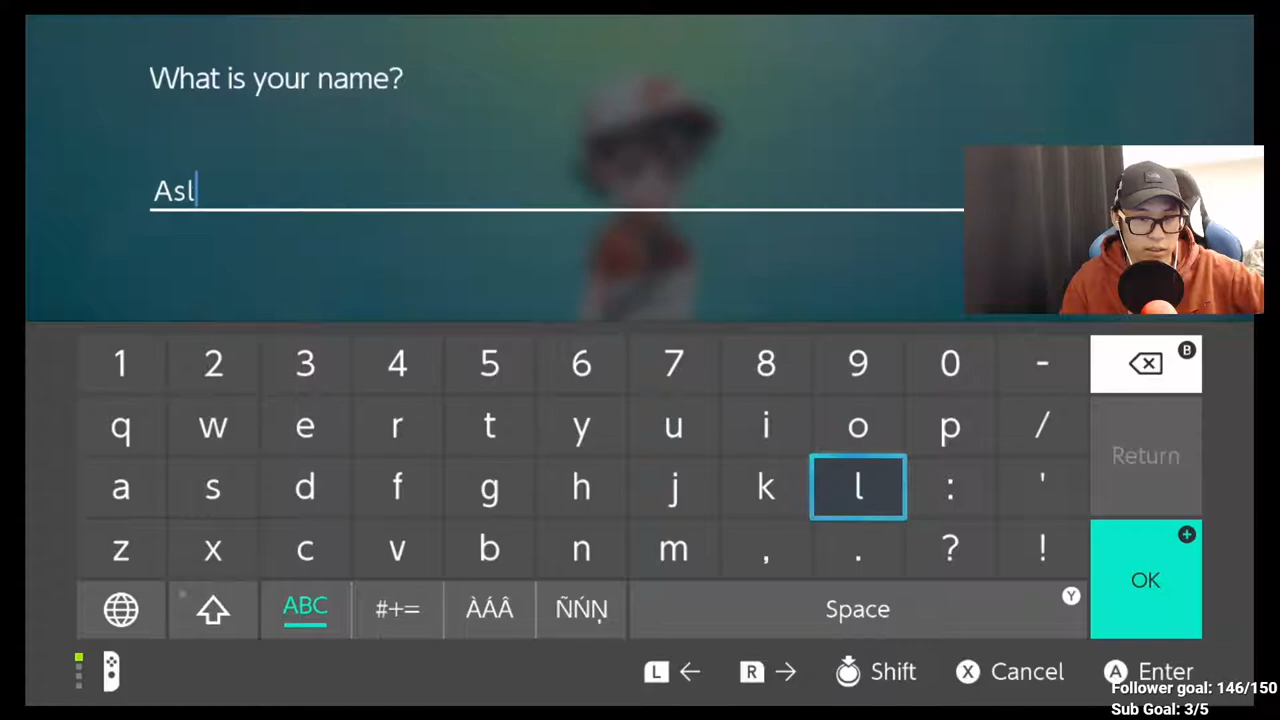 What is your name?
Asl
1 2 3 4 5 6 7 8 9 0 - B
q w e r t y u i o p / Return
a s d f g h j k l : '
z x c v b n m , . ? ! + OK
ABC #+= ÀÁÂ ÑŃŅ Space Y
L ← R → Shift X Cancel A Enter
Follower goal: 146/150
Sub Goal: 3/5